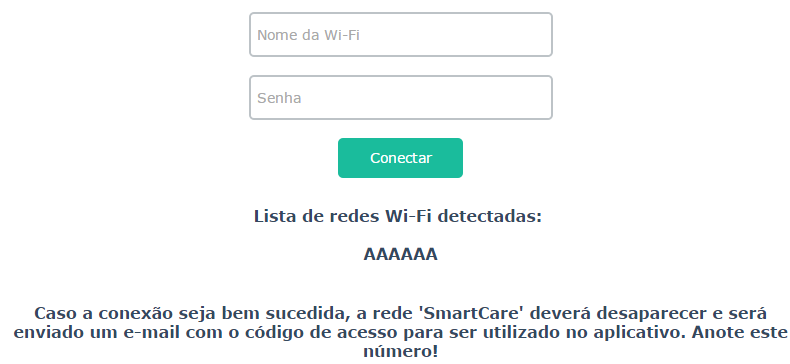 Nome da Wi-Fi
Senha
Conectar
Lista de redes Wi-Fi detectadas:
AAAAAA
Caso a conexão seja bem sucedida, a rede 'SmartCare' deverá desaparecer e será
enviado um e-mail com o código de acesso para ser utilizado no aplicativo. Anote este
número!